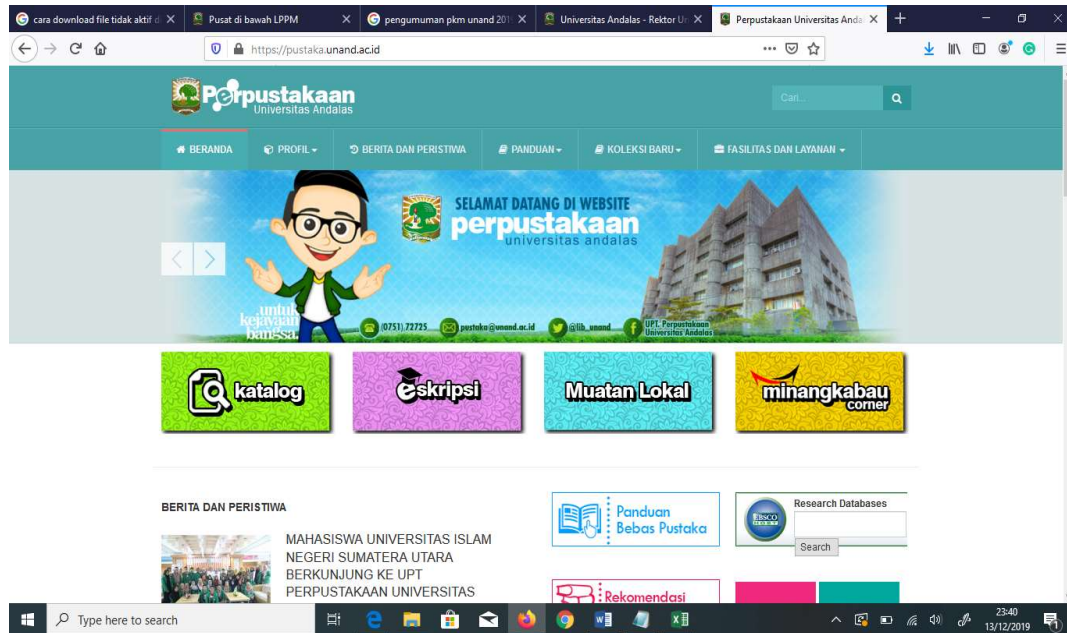 cara download file tidak aktif d
Pusat di bawah LPPM
pengumuman pkm unand 201
Universitas Andalas - Rektor Un
Perpustakaan Universitas Anda
https://pustaka.unand.ac.id
Perpustakaan
Universitas Andalas
Cari...
BERANDA
PROFIL
BERITA DAN PERISTIWA
PANDUAN
KOLEKSI BARU
FASILITAS DAN LAYANAN
SELAMAT DATANG DI WEBSITE
perpustakaan
universitas andalas
untuk
kejayaan
bangsa
(0751) 72725
pustaka@unand.ac.id
@lib_unand
UPT. Perpustakaan
Universitas Andalas
katalog
eskripsi
Muatan Lokal
minangkabau
corner
BERITA DAN PERISTIWA
MAHASISWA UNIVERSITAS ISLAM
NEGERI SUMATERA UTARA
BERKUNJUNG KE UPT
PERPUSTAKAAN UNIVERSITAS
Panduan
Bebas Pustaka
EBSCO
HOST
Research Databases
Search
Rekomendasi
Type here to search
23:40
13/12/2019